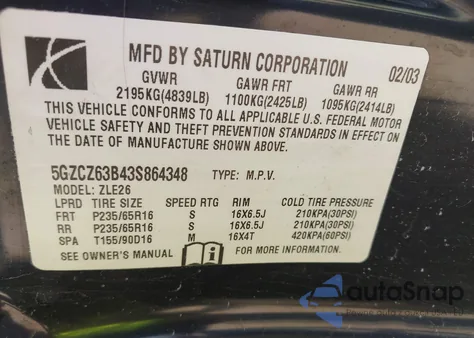 MFD BY SATURN CORPORATION 02/03
GVWR GAWR FRT GAWR RR
2195KG(4839LB) 1100KG(2425LB) 1095KG(2414LB)
THIS VEHICLE CONFORMS TO ALL APPLICABLE U.S. FEDERAL MOTOR
VEHICLE SAFETY AND THEFT PREVENTION STANDARDS IN EFFECT ON
THE DATE OF MANUFACTURE SHOWN ABOVE.
5GZCZ63B43S864348 TYPE: M.P.V.
MODEL: ZLE26
LPRD TIRE SIZE SPEED RTG RIM COLD TIRE PRESSURE
FRT P235/65R16 S 16X6.5J 210KPA(30PSI)
RR P235/65R16 S 16X6.5J 210KPA(30PSI)
SPA T155/90D16 M 16X4T 420KPA(60PSI)
SEE OWNER'S MANUAL FOR MORE INFORMATION.
autoSnap